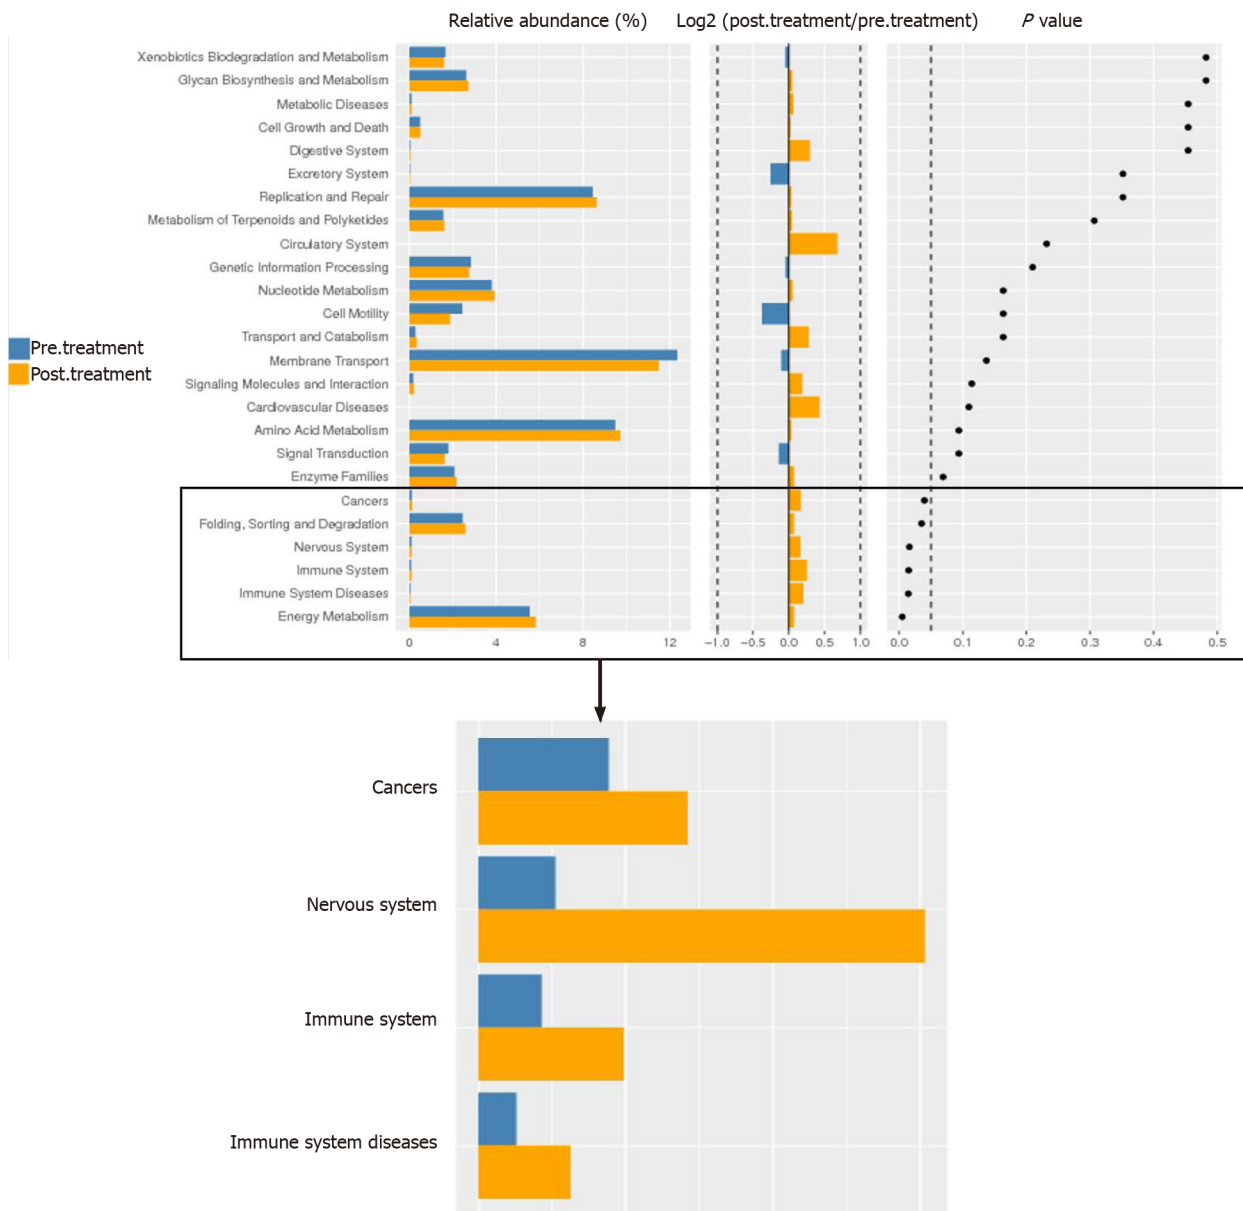 Relative abundance (%) Log2 (post.treatment/pre.treatment) P value
Xenobiotics Biodegradation and Metabolism
Glycan Biosynthesis and Metabolism
Metabolic Diseases
Cell Growth and Death
Digestive System
Excretory System
Replication and Repair
Metabolism of Terpenoids and Polyketides
Circulatory System
Genetic Information Processing
Nucleotide Metabolism
Cell Motility
Transport and Catabolism
Membrane Transport
Signaling Molecules and Interaction
Cardiovascular Diseases
Amino Acid Metabolism
Signal Transduction
Enzyme Families
Cancers
Folding, Sorting and Degradation
Nervous System
Immune System
Immune System Diseases
Energy Metabolism
Pre.treatment
Post.treatment
0 4 8 12 −1.0 −0.5 0.0 0.5 1.0 0.0 0.1 0.2 0.3 0.4 0.5
Cancers
Nervous system
Immune system
Immune system diseases